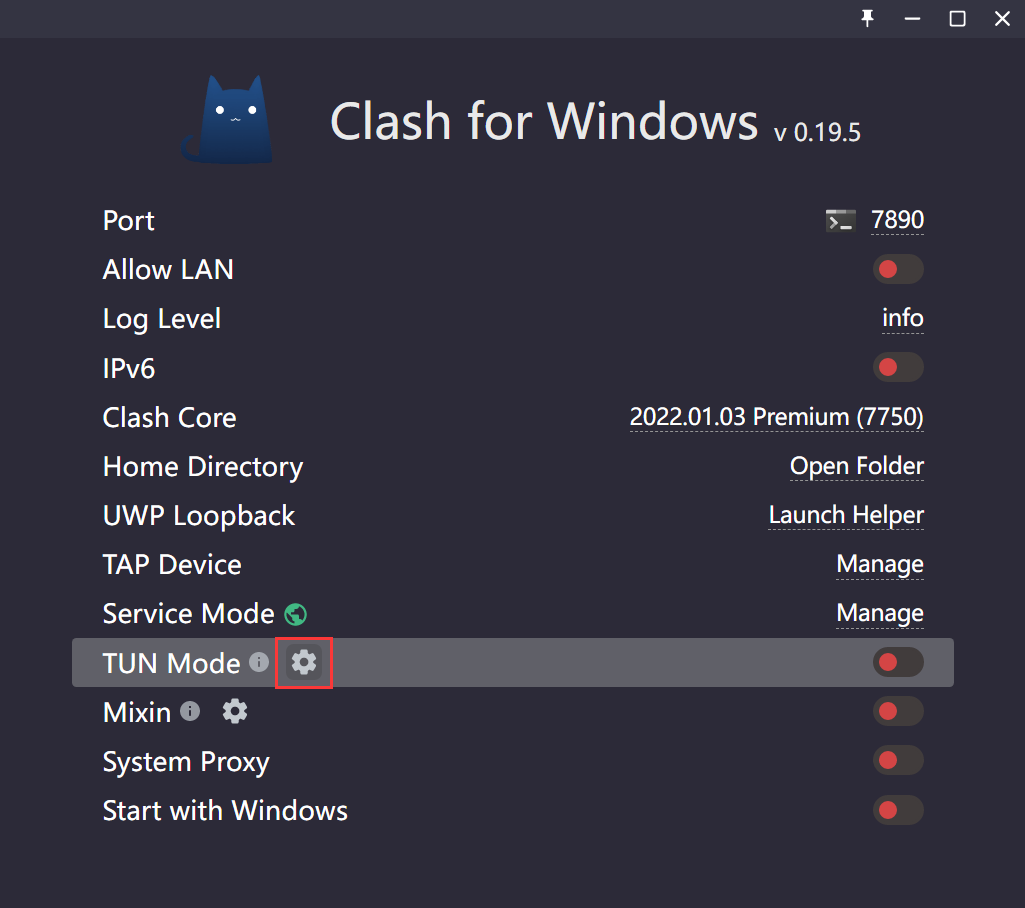 Clash for Windows v 0.19.5
Port 7890
Allow LAN
Log Level info
IPv6
Clash Core 2022.01.03 Premium (7750)
Home Directory Open Folder
UWP Loopback Launch Helper
TAP Device Manage
Service Mode Manage
TUN Mode
Mixin
System Proxy
Start with Windows